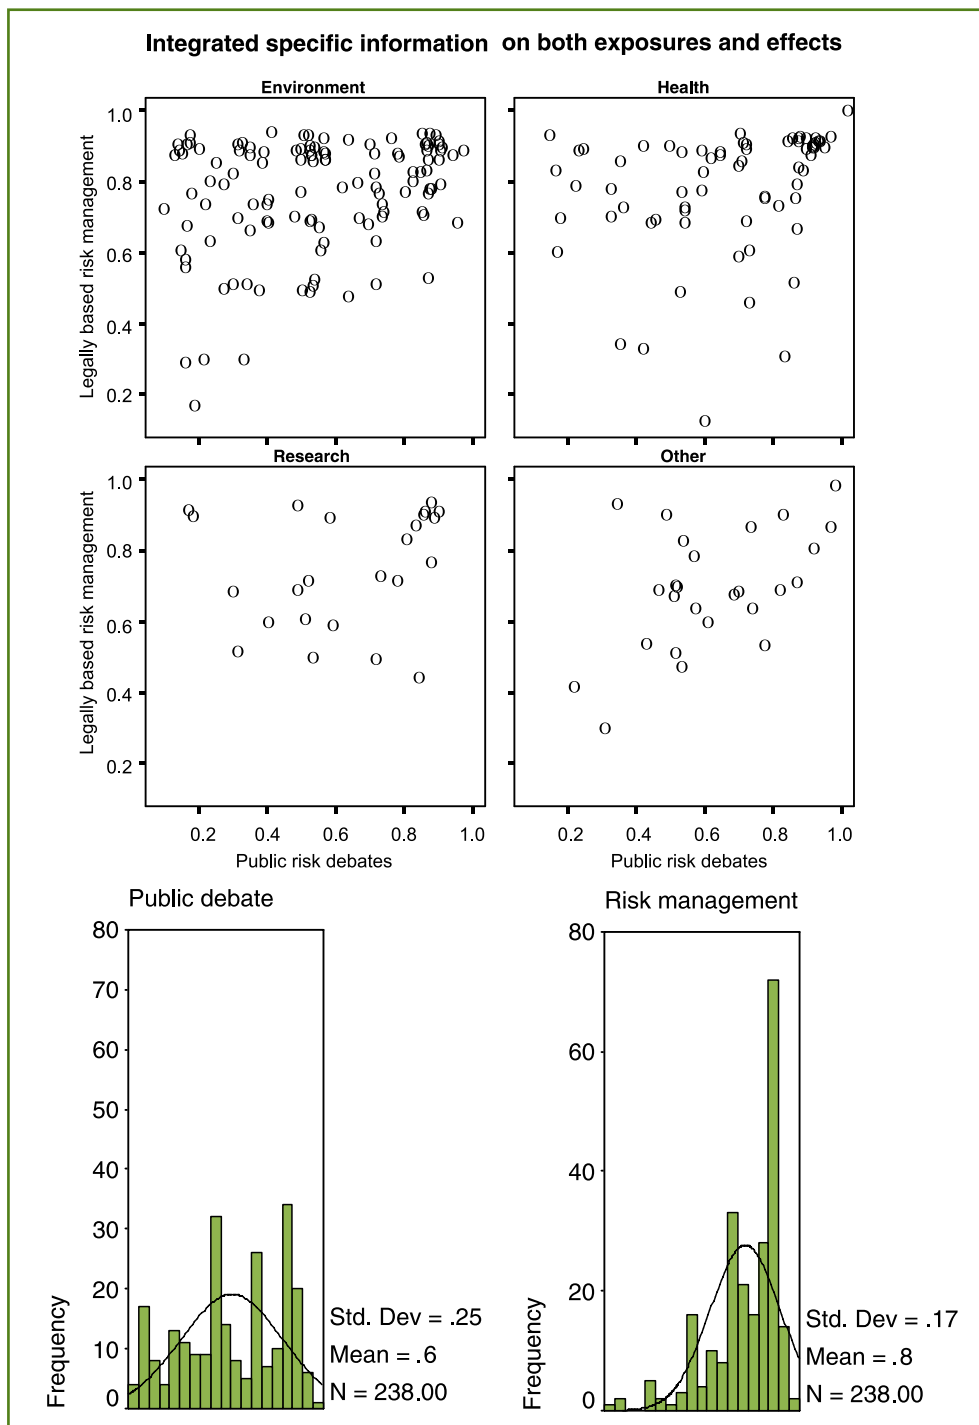 Integrated specific information on both exposures and effects
Environment
Health
Legally based risk management
1.0
0.8
0.6
0.4
0.2
Research
Other
Legally based risk management
1.0
0.8
0.6
0.4
0.2
0.2 0.4 0.6 0.8 1.0
0.2 0.4 0.6 0.8 1.0
Public risk debates
Public risk debates
Public debate
80
70
60
50
40
30
20
10
0
Frequency
Std. Dev = .25
Mean = .6
N = 238.00
Risk management
80
60
40
20
0
Frequency
Std. Dev = .17
Mean = .8
N = 238.00